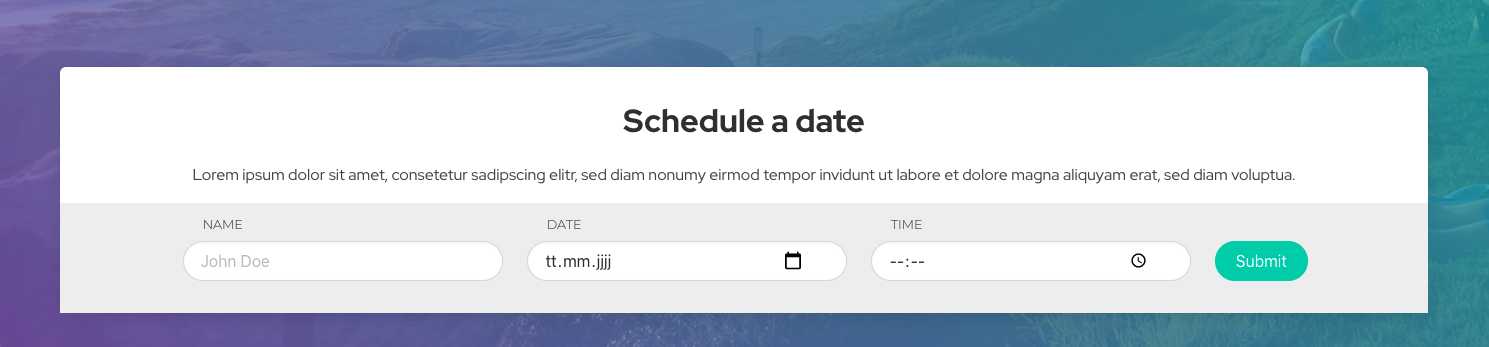 Schedule a date
Lorem ipsum dolor sit amet, consetetur sadipscing elitr, sed diam nonumy eirmod tempor invidunt ut labore et dolore magna aliquyam erat, sed diam voluptua.
NAME DATE TIME
John Doe tt.mm.jjjj --:-- Submit